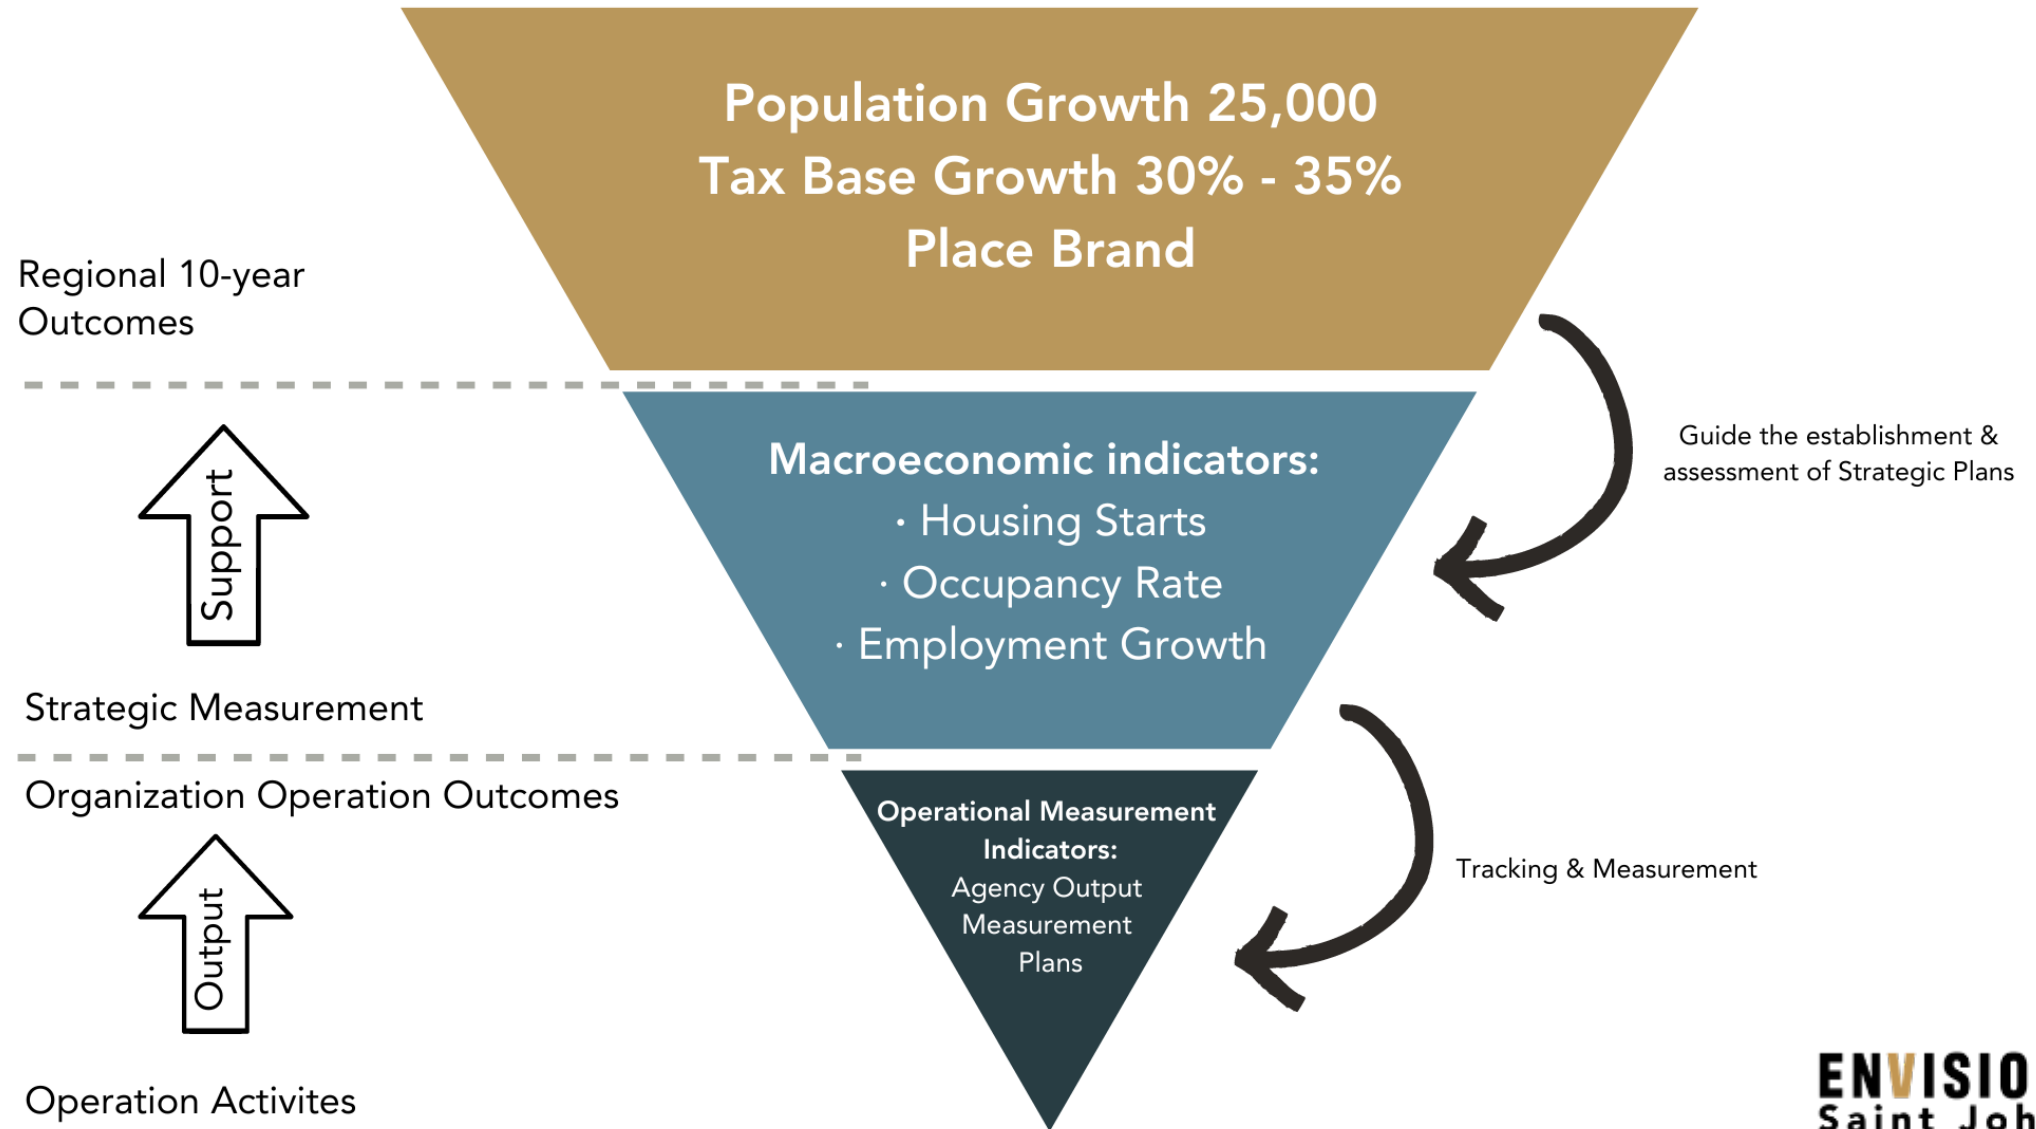 Population Growth 25,000
Tax Base Growth 30% - 35%
Place Brand
Regional 10-year
Outcomes
Guide the establishment &
assessment of Strategic Plans
Support
Macroeconomic indicators:
· Housing Starts
· Occupancy Rate
· Employment Growth
Strategic Measurement
Organization Operation Outcomes
Operational Measurement
Indicators:
Agency Output
Measurement
Plans
Tracking & Measurement
Output
Operation Activites
ENVISIO
Saint Joh